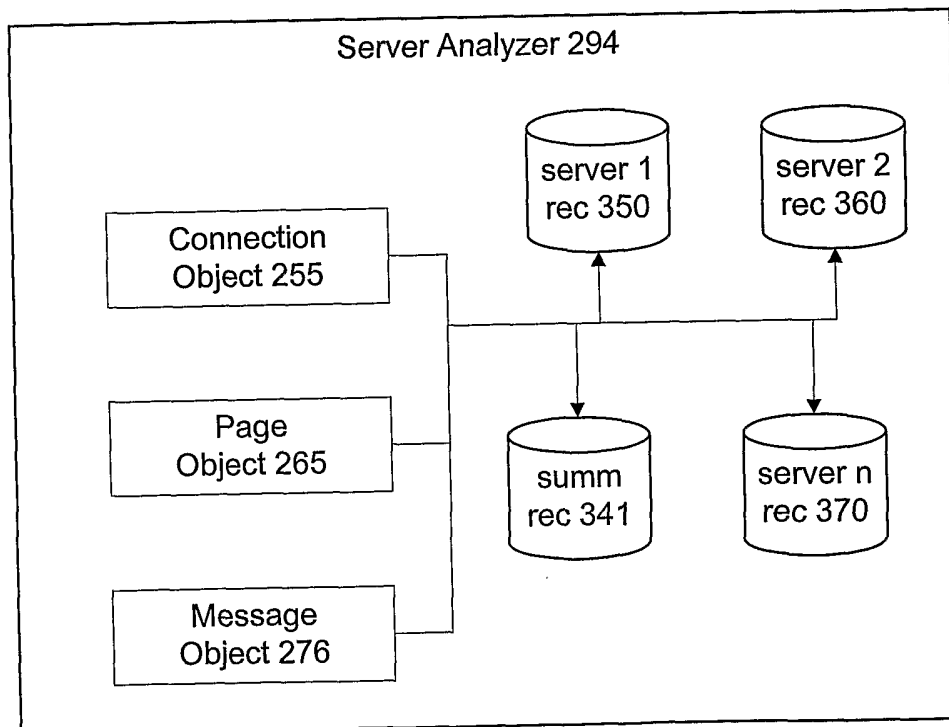 Server Analyzer 294
server 1
rec 350
server 2
rec 360
Connection
Object 255
Page
Object 265
summ
rec 341
server n
rec 370
Message
Object 276